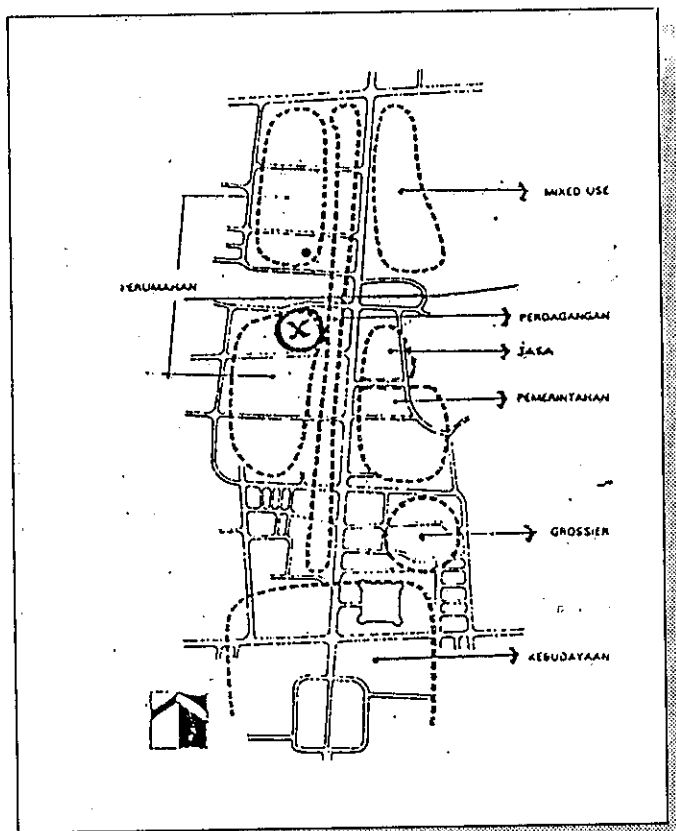 MIXED USE
PERUMAHAN
PERDAGANGAN
JASA
PEMERINTAHAN
GROSSIER
KEBUDAYAAN